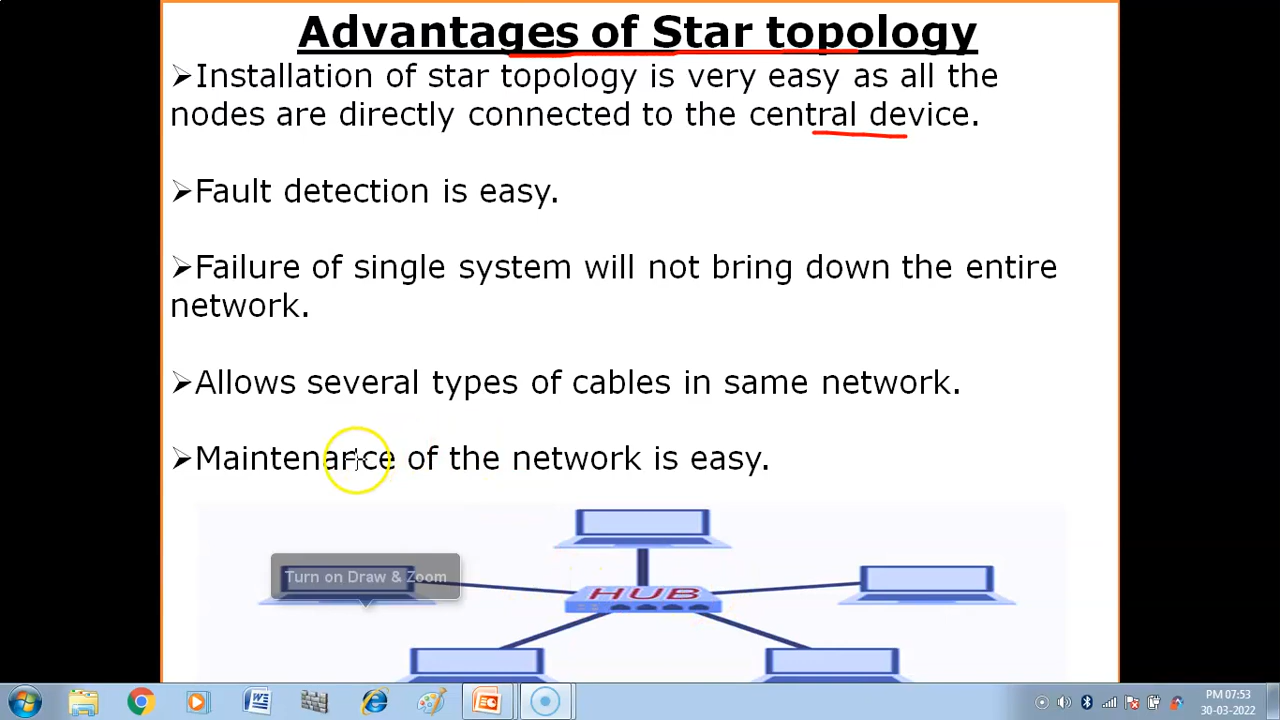 Advantages of Star topology
➢Installation of star topology is very easy as all the
nodes are directly connected to the central device.
➢Fault detection is easy.
➢Failure of single system will not bring down the entire
network.
➢Allows several types of cables in same network.
➢Maintenance of the network is easy.
Turn on Draw & Zoom
HUB
PM 07:53
30-03-2022